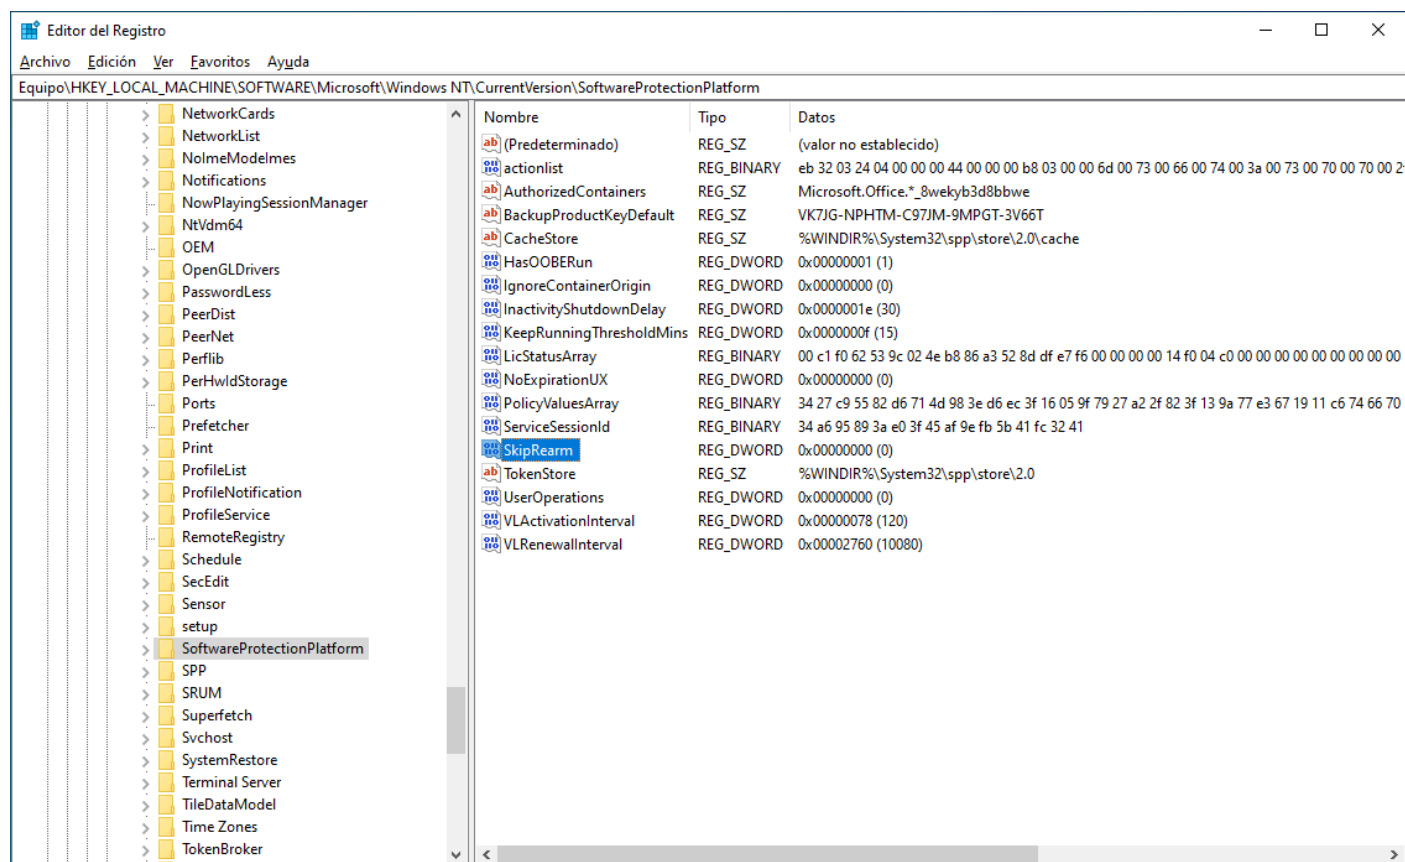 Editor del Registro
Archivo Edición Ver Favoritos Ayuda
Equipo\HKEY_LOCAL_MACHINE\SOFTWARE\Microsoft\Windows NT\CurrentVersion\SoftwareProtectionPlatform
NetworkCards
NetworkList
NoImeModeImes
Notifications
NowPlayingSessionManager
NtVdm64
OEM
OpenGLDrivers
PasswordLess
PeerDist
PeerNet
Perflib
PerHwIdStorage
Ports
Prefetcher
Print
ProfileList
ProfileNotification
ProfileService
RemoteRegistry
Schedule
SecEdit
Sensor
setup
SoftwareProtectionPlatform
SPP
SRUM
Superfetch
Svchost
SystemRestore
Terminal Server
TileDataModel
Time Zones
TokenBroker
Nombre Tipo Datos
(Predeterminado) REG_SZ (valor no establecido)
actionlist REG_BINARY eb 32 03 24 04 00 00 00 44 00 00 00 b8 03 00 00 6d 00 73 00 66 00 74 00 3a 00 73 00 70 00 70 00
AuthorizedContainers REG_SZ Microsoft.Office.*_8wekyb3d8bbwe
BackupProductKeyDefault REG_SZ VK7JG-NPHTM-C97JM-9MPGT-3V66T
CacheStore REG_SZ %WINDIR%\System32\spp\store\2.0\cache
HasOOBERun REG_DWORD 0x00000001 (1)
IgnoreContainerOrigin REG_DWORD 0x00000000 (0)
InactivityShutdownDelay REG_DWORD 0x0000001e (30)
KeepRunningThresholdMins REG_DWORD 0x0000000f (15)
LicStatusArray REG_BINARY 00 c1 f0 62 53 9c 02 4e b8 86 a3 52 8d df e7 f6 00 00 00 00 14 f0 04 c0 00 00 00 00 00 00 00 00
NoExpirationUX REG_DWORD 0x00000000 (0)
PolicyValuesArray REG_BINARY 34 27 c9 55 82 d6 71 4d 98 3e d6 ec 3f 16 05 9f 79 27 a2 2f 82 3f 13 9a 77 e3 67 19 11 c6 74 66 70
ServiceSessionId REG_BINARY 34 a6 95 89 3a e0 3f 45 af 9e fb 5b 41 fc 32 41
SkipRearm REG_DWORD 0x00000000 (0)
TokenStore REG_SZ %WINDIR%\System32\spp\store\2.0
UserOperations REG_DWORD 0x00000000 (0)
VLActivationInterval REG_DWORD 0x00000078 (120)
VLRenewalInterval REG_DWORD 0x00002760 (10080)